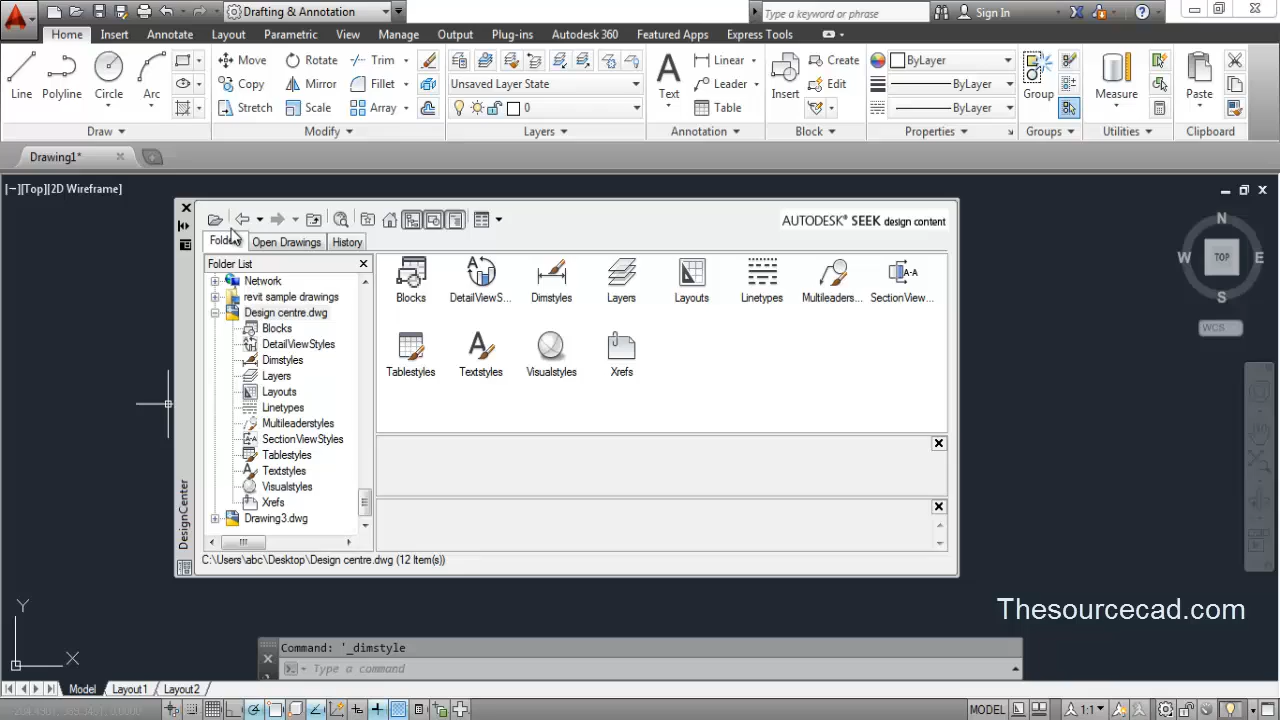 Drafting & Annotation
Type a keyword or phrase
Sign In
Home Insert Annotate Layout Parametric View Manage Output Plug-ins Autodesk 360 Featured Apps Express Tools
Line Polyline Circle Arc
Move Rotate Trim
Copy Mirror Fillet
Stretch Scale Array
Unsaved Layer State
0
Text
Linear
Leader
Table
Insert
Create
Edit
ByLayer
ByLayer
ByLayer
Group
Measure
Paste
Draw Modify Layers Annotation Block Properties Groups Utilities Clipboard
Drawing1*
[−][Top][2D Wireframe]
N
W TOP E
S
WCS
AUTODESK® SEEK design content
Open Drawings History
Folder List
Network
revit sample drawings
Design centre.dwg
Blocks
DetailViewStyles
Dimstyles
Layers
Layouts
Linetypes
Multileaderstyles
SectionViewStyles
Tablestyles
Textstyles
Visualstyles
Xrefs
Drawing3.dwg
Blocks DetailViewS... Dimstyles Layers Layouts Linetypes Multileaders... SectionView...
Tablestyles Textstyles Visualstyles Xrefs
DesignCenter
C:\Users\abc\Desktop\Design centre.dwg (12 Item(s))
Thesourcecad.com
Y
X
Command: '_dimstyle
Type a command
Model Layout1 Layout2
MODEL 1:1